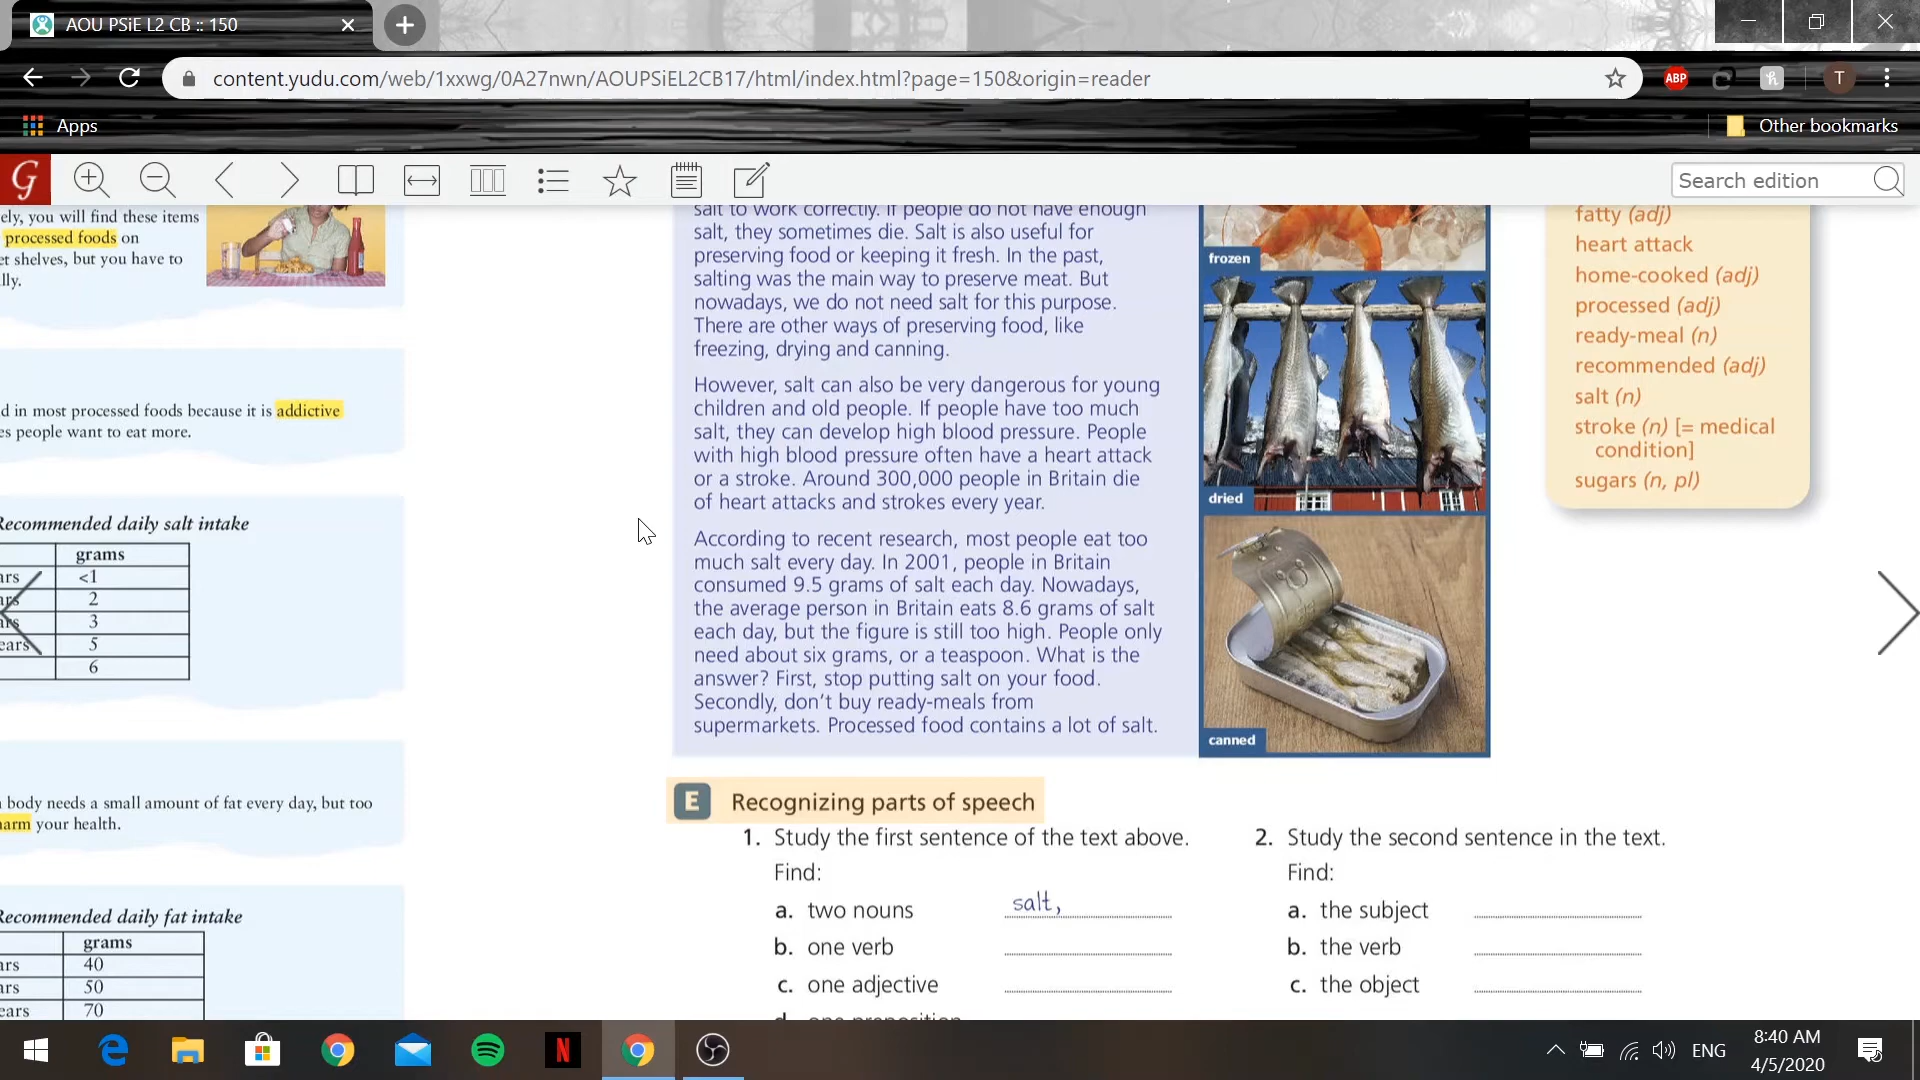 AOU PSiE L2 CB :: 150
content.yudu.com/web/1xxwg/0A27nwn/AOUPSiEL2CB17/html/index.html?page=150&origin=reader
ABP
T
Apps
Other bookmarks
G
Search edition
ely, you will find these items
processed foods on
et shelves, but you have to
lly.
d in most processed foods because it is addictive
es people want to eat more.
Recommended daily salt intake
grams
ars <1
ars 2
ars 3
ears 5
6
body needs a small amount of fat every day, but too
harm your health.
Recommended daily fat intake
grams
ars 40
ars 50
ears 70
salt to work correctly. If people do not have enough
salt, they sometimes die. Salt is also useful for
preserving food or keeping it fresh. In the past,
salting was the main way to preserve meat. But
nowadays, we do not need salt for this purpose.
There are other ways of preserving food, like
freezing, drying and canning.
However, salt can also be very dangerous for young
children and old people. If people have too much
salt, they can develop high blood pressure. People
with high blood pressure often have a heart attack
or a stroke. Around 300,000 people in Britain die
of heart attacks and strokes every year.
According to recent research, most people eat too
much salt every day. In 2001, people in Britain
consumed 9.5 grams of salt each day. Nowadays,
the average person in Britain eats 8.6 grams of salt
each day, but the figure is still too high. People only
need about six grams, or a teaspoon. What is the
answer? First, stop putting salt on your food.
Secondly, don't buy ready-meals from
supermarkets. Processed food contains a lot of salt.
frozen
dried
canned
fatty (adj)
heart attack
home-cooked (adj)
processed (adj)
ready-meal (n)
recommended (adj)
salt (n)
stroke (n) [= medical
condition]
sugars (n, pl)
E Recognizing parts of speech
1. Study the first sentence of the text above.
Find:
a. two nouns salt,
b. one verb
c. one adjective
d. one preposition
2. Study the second sentence in the text.
Find:
a. the subject
b. the verb
c. the object
ENG
8:40 AM
4/5/2020